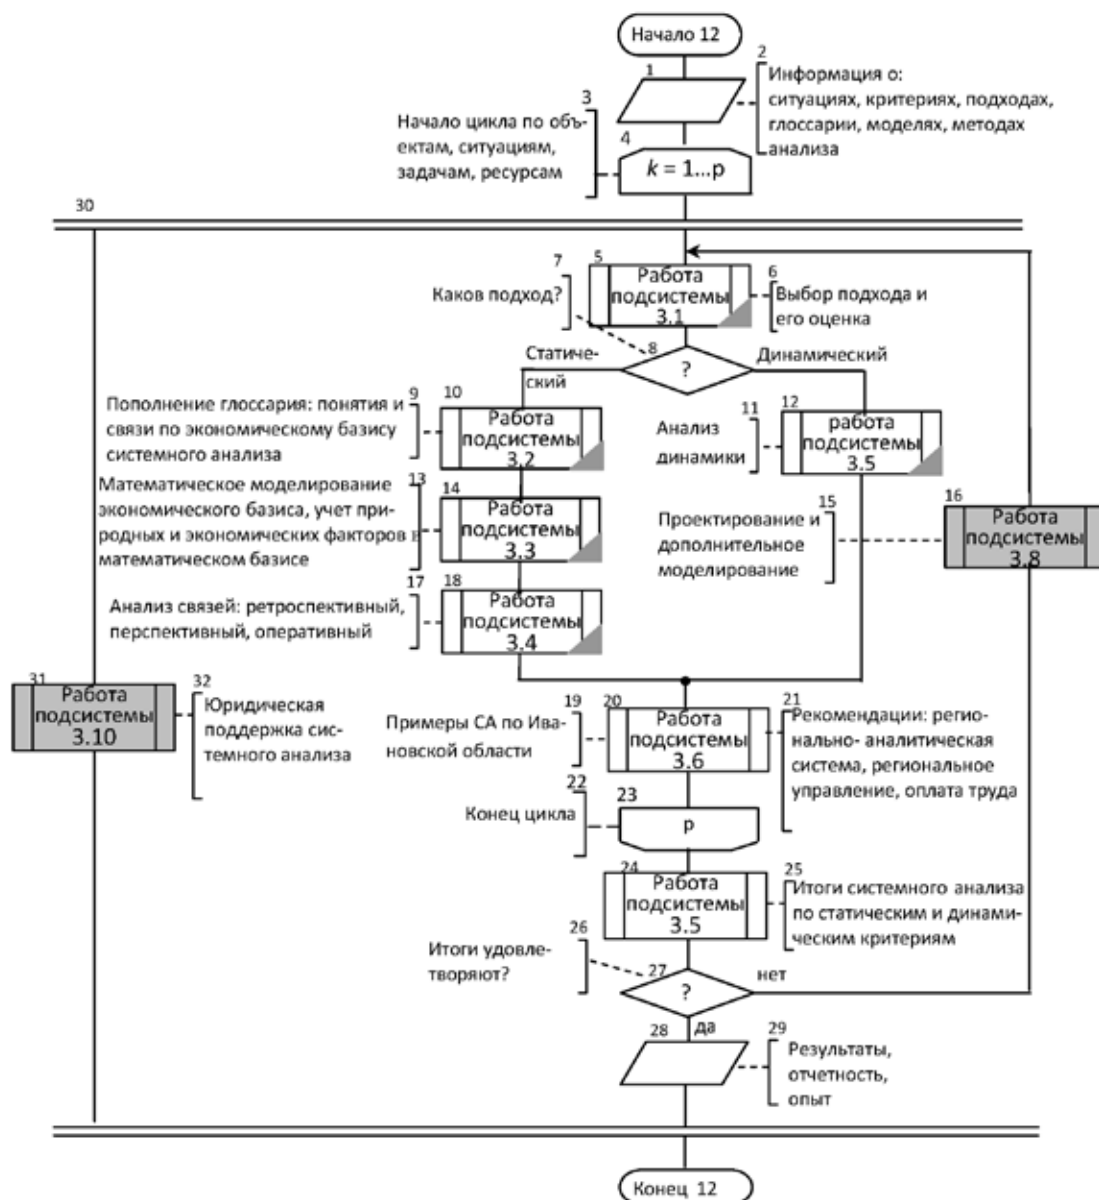 Начало 12
1
2
Информация о:
ситуациях, критериях, подходах,
глоссарии, моделях, методах
анализа
3
Начало цикла по объ-
ектам, ситуациям,
задачам, ресурсам
4
k = 1...p
30
5
Работа
подсистемы
3.1
6
Выбор подхода и
его оценка
7
Каков подход?
8
?
Статиче-
ский
Динамический
9
Пополнение глоссария: понятия и
связи по экономическому базису
системного анализа
10
Работа
подсистемы
3.2
11
Анализ
динамики
12
работа
подсистемы
3.5
13
Математическое моделирование
экономического базиса, учет при-
родных и экономических факторов в
математическом базисе
14
Работа
подсистемы
3.3
15
Проектирование и
дополнительное
моделирование
16
Работа
подсистемы
3.8
17
Анализ связей: ретроспективный,
перспективный, оперативный
18
Работа
подсистемы
3.4
31
Работа
подсистемы
3.10
32
Юридическая
поддержка сис-
темного анализа
19
Примеры СА по Ива-
новской области
20
Работа
подсистемы
3.6
21
Рекомендации: регио-
нально- аналитическая
система, региональное
управление, оплата труда
22
Конец цикла
23
p
24
Работа
подсистемы
3.5
25
Итоги системного анализа
по статическим и динами-
ческим критериям
26
Итоги удовле-
творяют?
27
?
нет
да
28
29
Результаты,
отчетность,
опыт
Конец 12